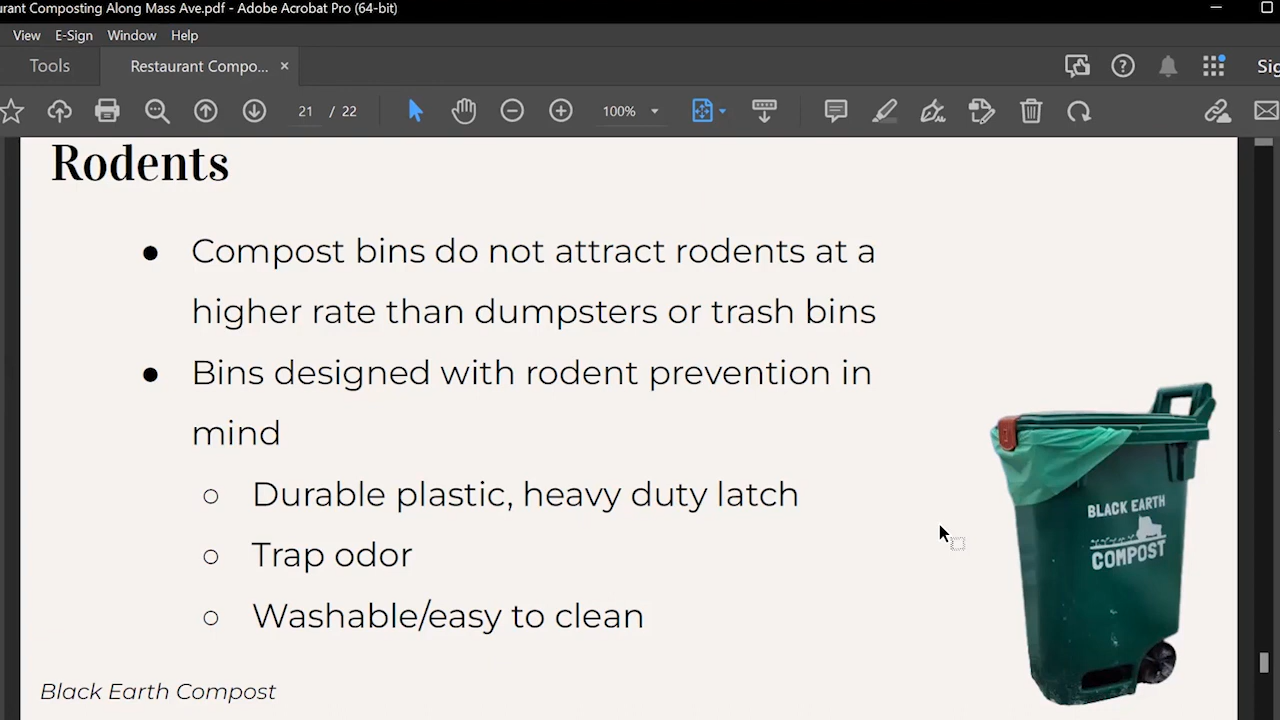 urant Composting Along Mass Ave.pdf - Adobe Acrobat Pro (64-bit)
View E-Sign Window Help
Tools Restaurant Compo... ×
21 / 22 100%
Sig
Rodents
● Compost bins do not attract rodents at a
higher rate than dumpsters or trash bins
● Bins designed with rodent prevention in
mind
○ Durable plastic, heavy duty latch
○ Trap odor
○ Washable/easy to clean
BLACK EARTH
COMPOST
Black Earth Compost